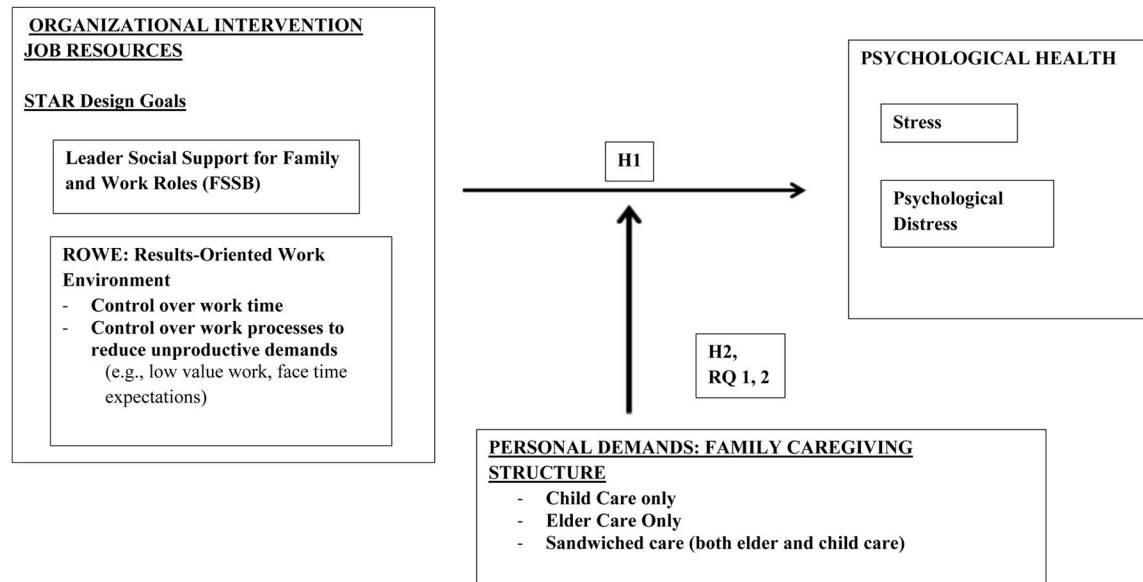 ORGANIZATIONAL INTERVENTION
JOB RESOURCES
STAR Design Goals
Leader Social Support for Family
and Work Roles (FSSB)
ROWE: Results-Oriented Work
Environment
- Control over work time
- Control over work processes to
reduce unproductive demands
(e.g., low value work, face time
expectations)
H1
H2,
RQ 1, 2
PSYCHOLOGICAL HEALTH
Stress
Psychological
Distress
PERSONAL DEMANDS: FAMILY CAREGIVING
STRUCTURE
- Child Care only
- Elder Care Only
- Sandwiched care (both elder and child care)